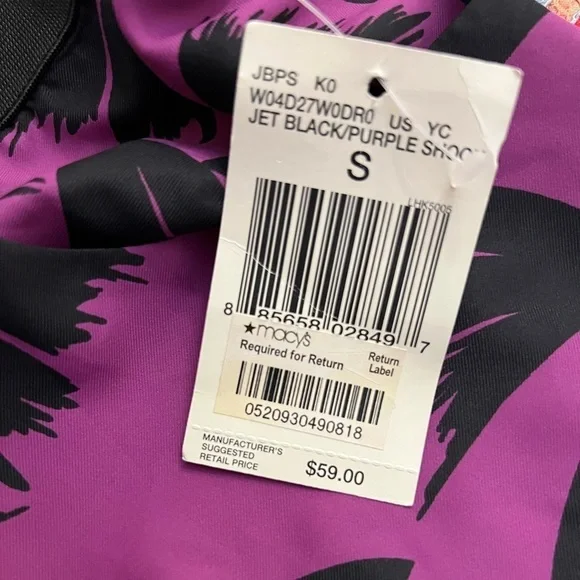 JBPS K0
W04D27W0DR0 US YC
JET BLACK/PURPLE
S
LHK5005
8 85658 02849 7
★macy's
Required for Return
Return
Label
0520930490818
MANUFACTURER'S
SUGGESTED
RETAIL PRICE
$59.00